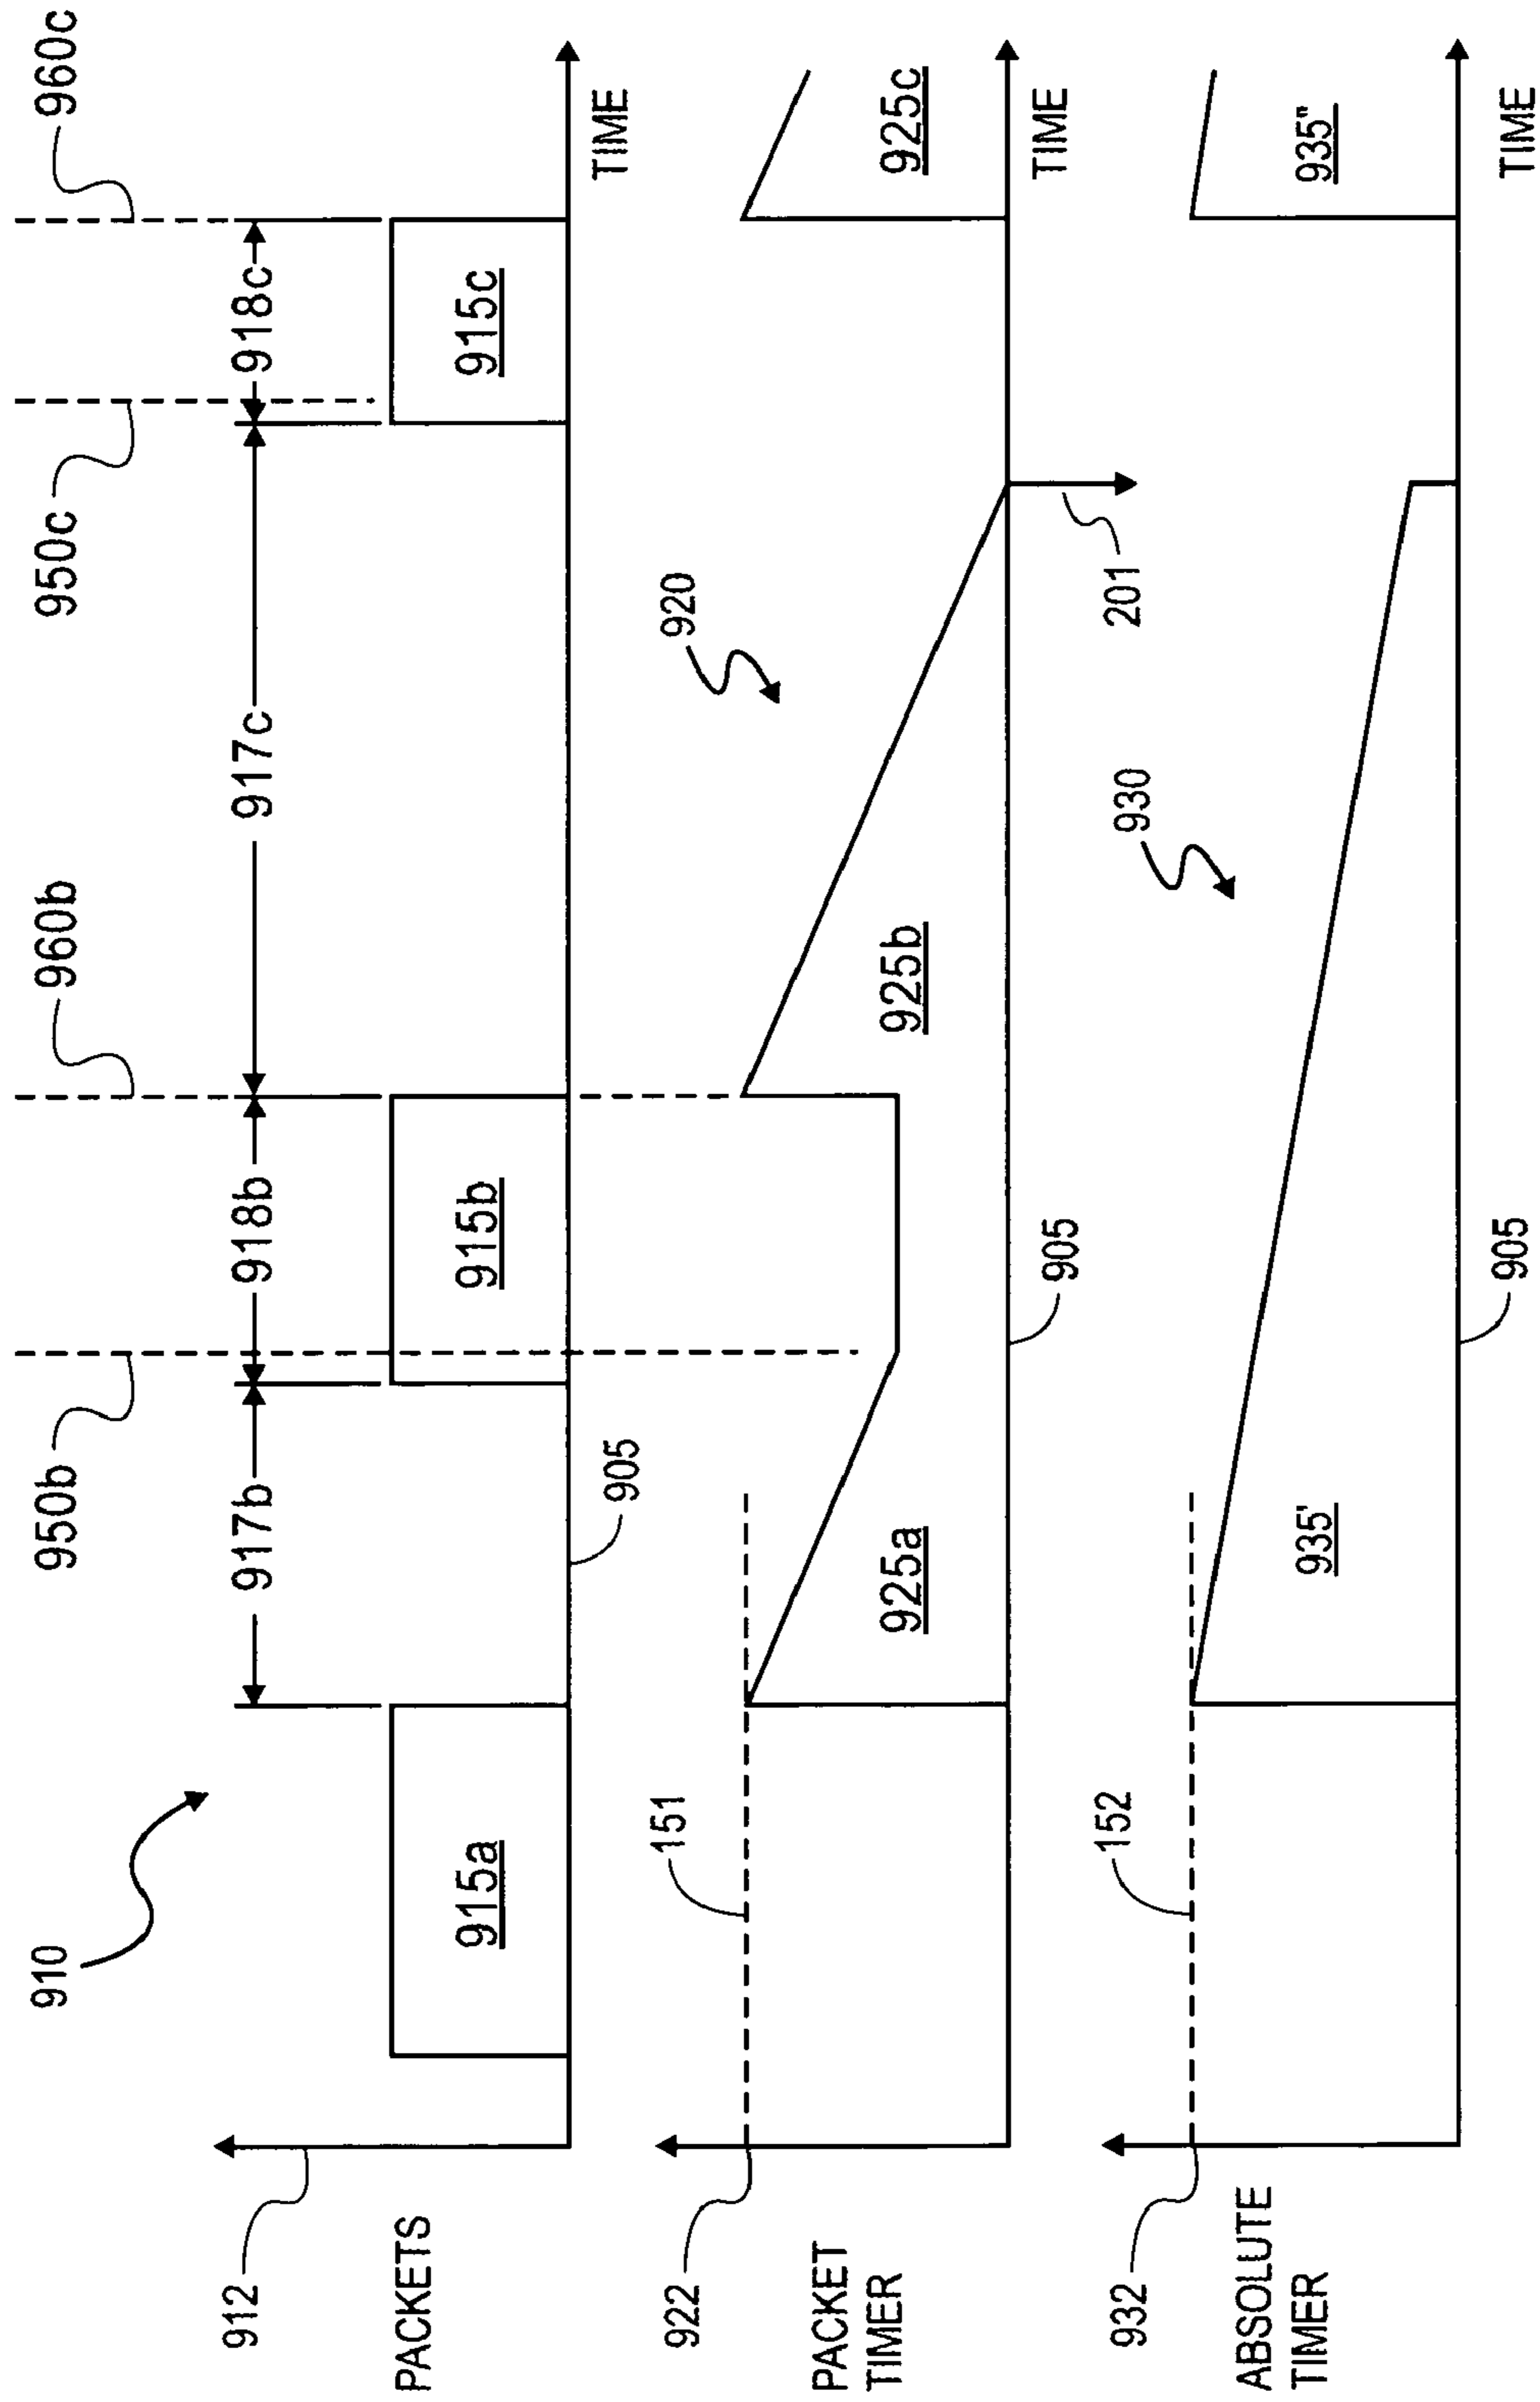 910
950b
960b
950c
960c
912
917b
918b
917c
918c
PACKETS
915a
915b
915c
905
TIME
922
151
920
PACKET
TIMER
925a
925b
925c
905
201
TIME
932
152
930
ABSOLUTE
TIMER
935'
935"
905
TIME